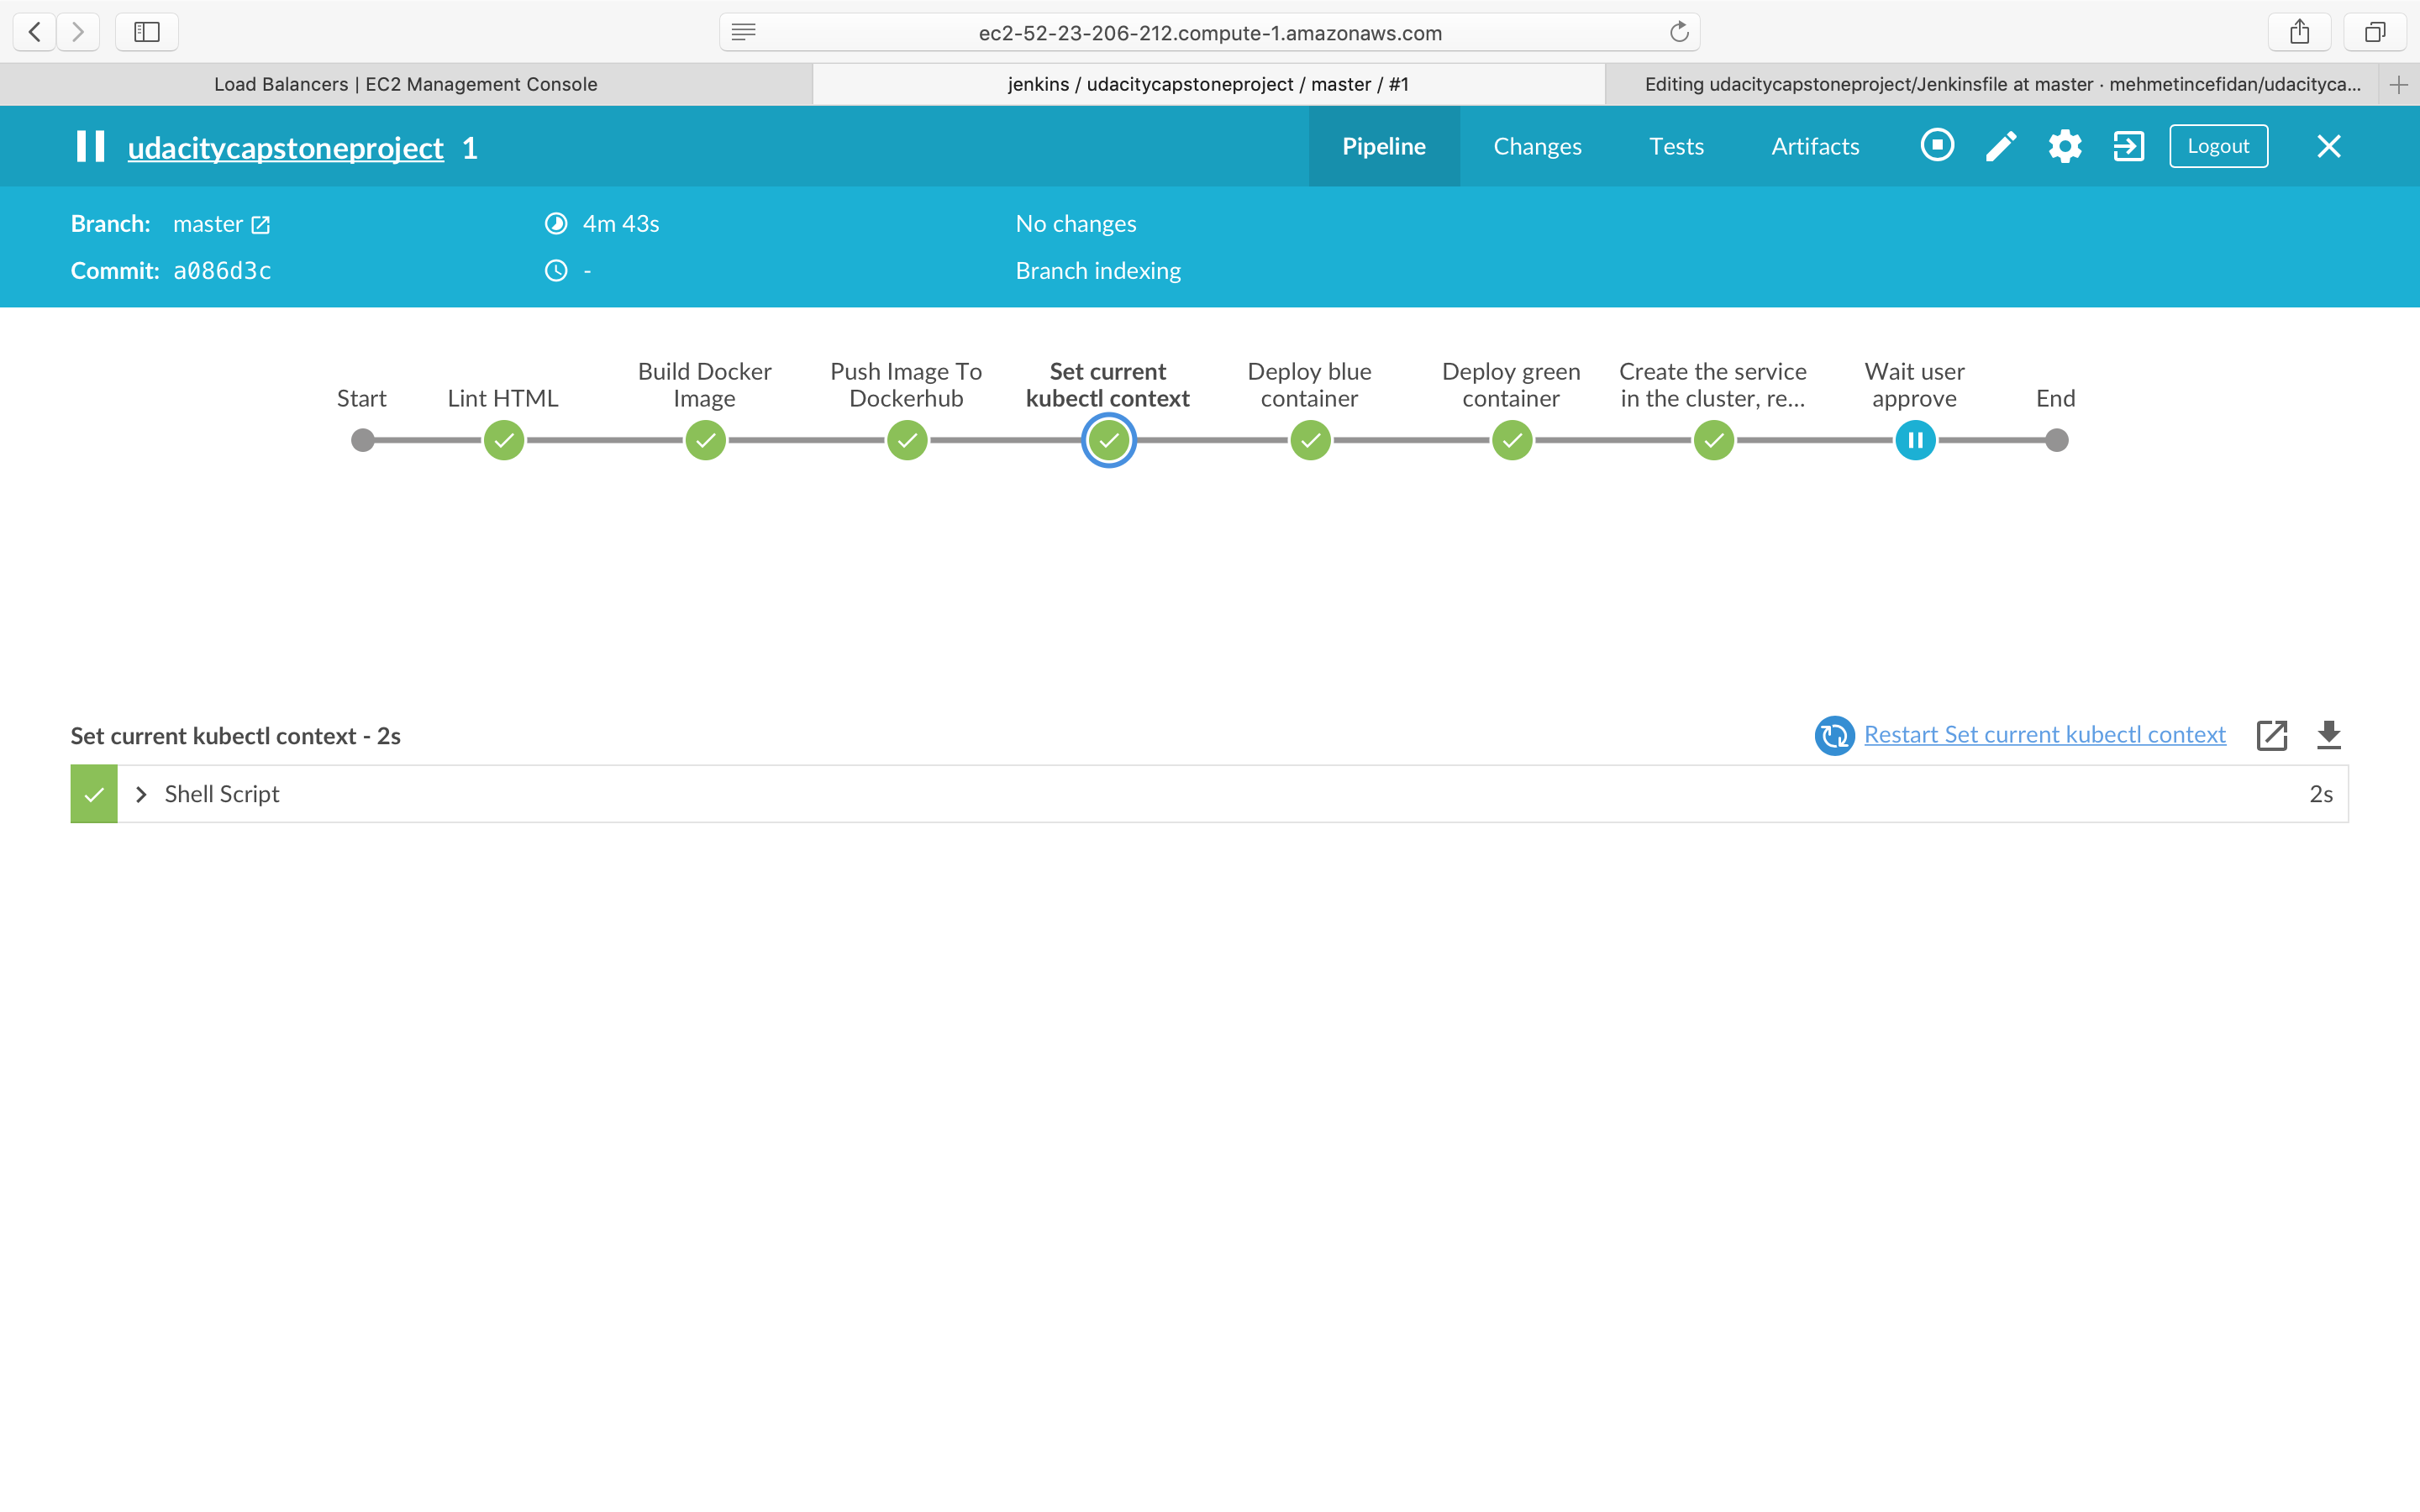 ec2-52-23-206-212.compute-1.amazonaws.com
Load Balancers | EC2 Management Console
jenkins / udacitycapstoneproject / master / #1
Editing udacitycapstoneproject/Jenkinsfile at master · mehmetincefidan/udacityca...
udacitycapstoneproject 1
Pipeline
Changes
Tests
Artifacts
Logout
Branch: master
4m 43s
No changes
Commit: a086d3c
-
Branch indexing
Start
Lint HTML
Build Docker
Image
Push Image To
Dockerhub
Set current
kubectl context
Deploy blue
container
Deploy green
container
Create the service
in the cluster, re...
Wait user
approve
End
Set current kubectl context - 2s
Restart Set current kubectl context
Shell Script
2s